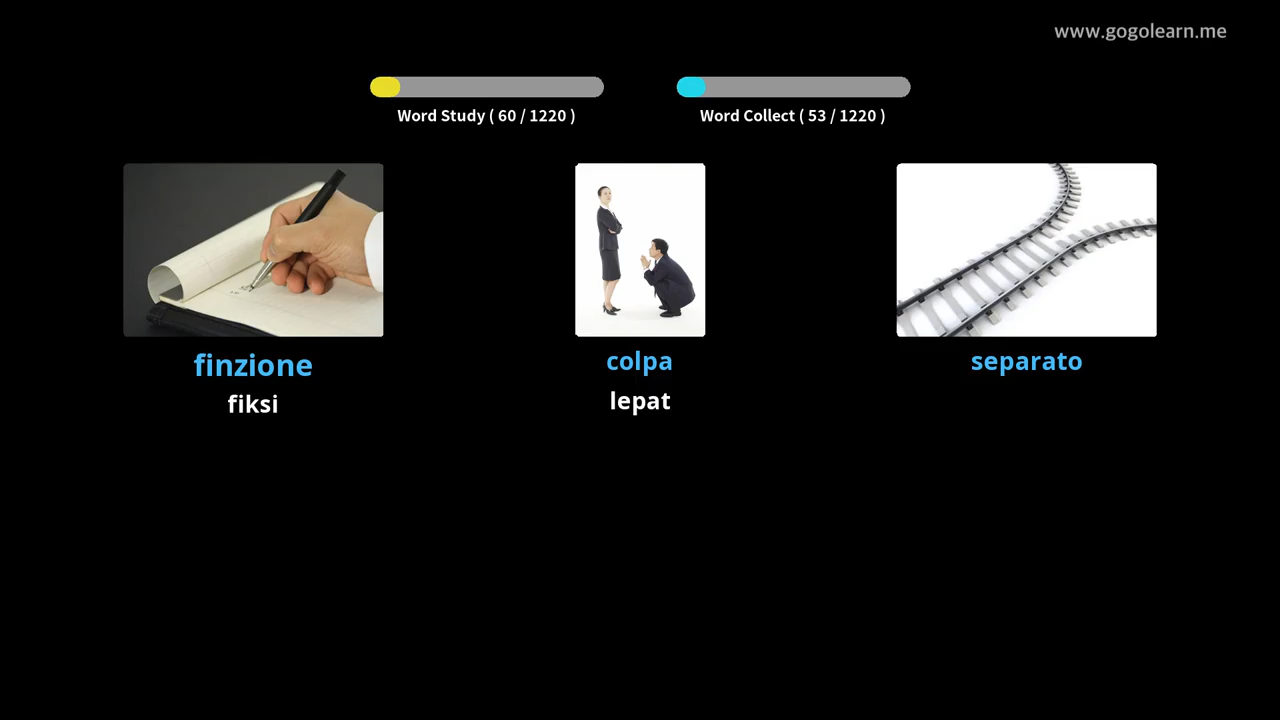 www.gogolearn.me
Word Study ( 60 / 1220 )
Word Collect ( 53 / 1220 )
finzione
fiksi
colpa
lepat
separato